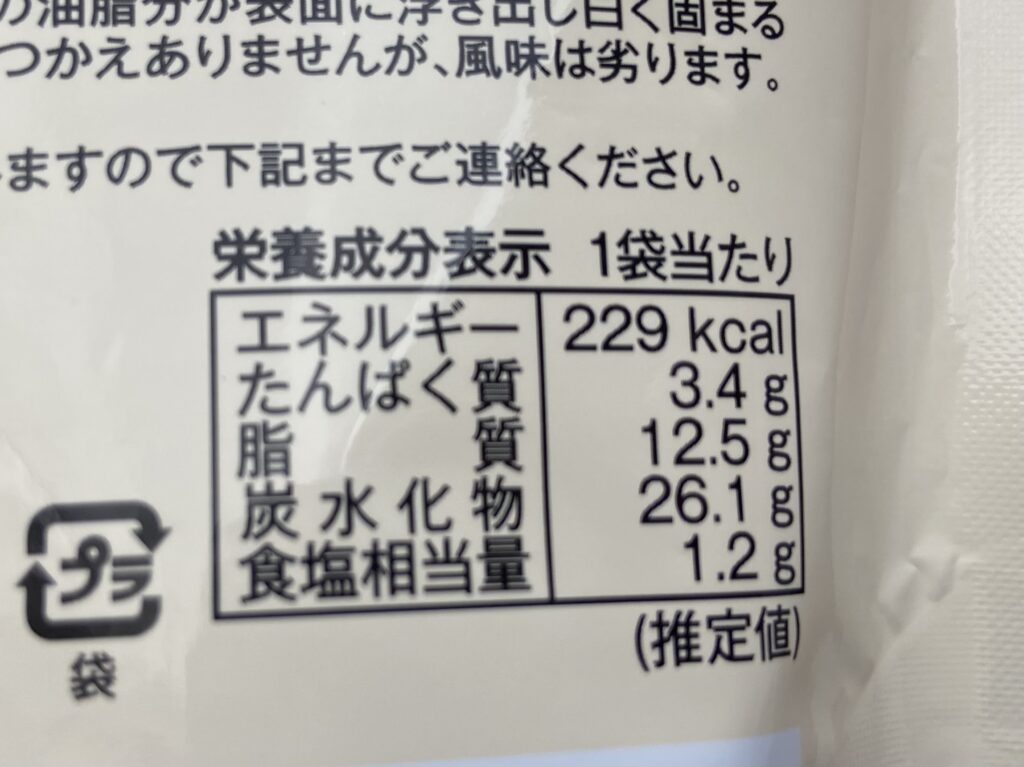 の油脂分が表面に浮き出し白く固まる
つかえありませんが、風味は劣ります。
ますので下記までご連絡ください。
栄養成分表示 1袋当たり
エネルギー 229 kcal
たんぱく質 3.4 g
脂質 12.5 g
炭水化物 26.1 g
食塩相当量 1.2 g
(推定値)
プラ
袋